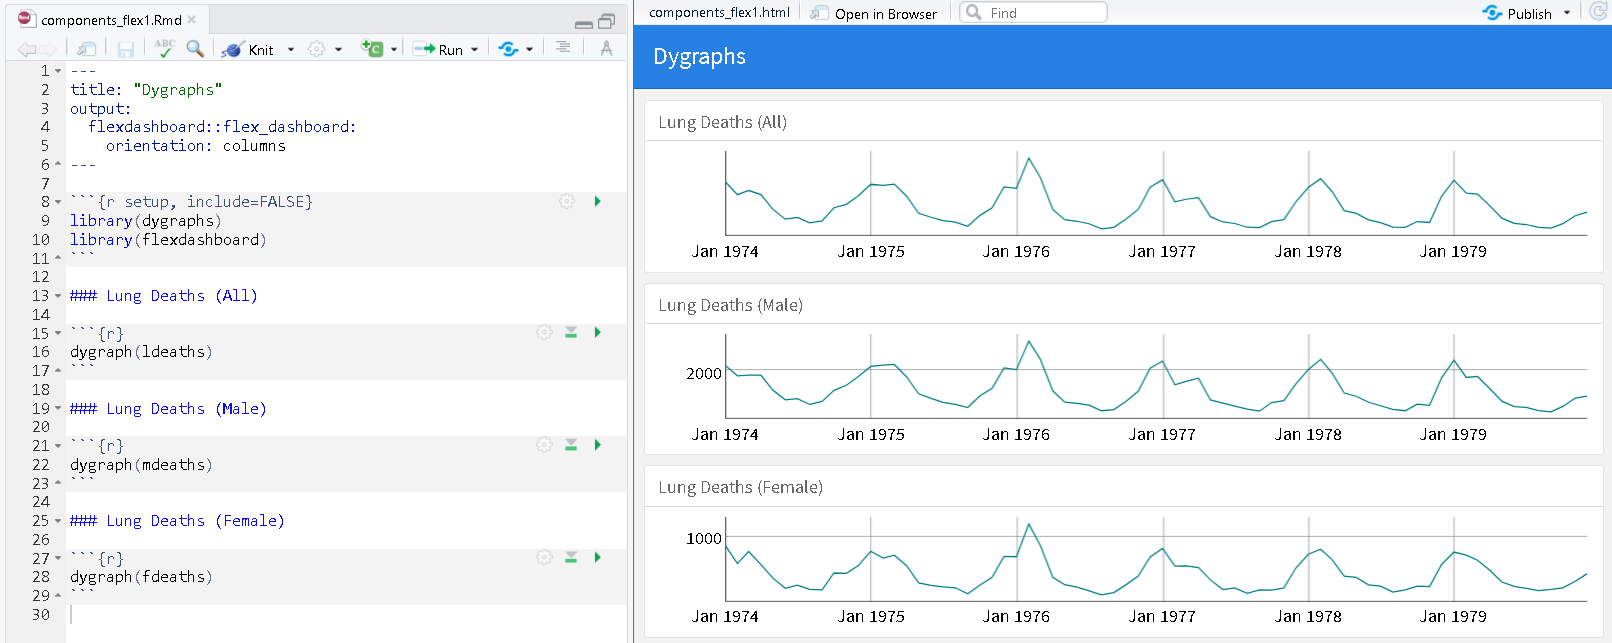 components_flex1.Rmd
ABC
Knit
Run
1 ---
2 title: "Dygraphs"
3 output:
4   flexdashboard::flex_dashboard:
5     orientation: columns
6 ---
7
8 ```{r setup, include=FALSE}
9 library(dygraphs)
10 library(flexdashboard)
11 ```
12
13 ### Lung Deaths (All)
14
15 ```{r}
16 dygraph(ldeaths)
17 ```
18
19 ### Lung Deaths (Male)
20
21 ```{r}
22 dygraph(mdeaths)
23 ```
24
25 ### Lung Deaths (Female)
26
27 ```{r}
28 dygraph(fdeaths)
29 ```
30
components_flex1.html
Open in Browser
Find
Publish
Dygraphs
Lung Deaths (All)
Jan 1974 Jan 1975 Jan 1976 Jan 1977 Jan 1978 Jan 1979
Lung Deaths (Male)
2000
Jan 1974 Jan 1975 Jan 1976 Jan 1977 Jan 1978 Jan 1979
Lung Deaths (Female)
1000
Jan 1974 Jan 1975 Jan 1976 Jan 1977 Jan 1978 Jan 1979